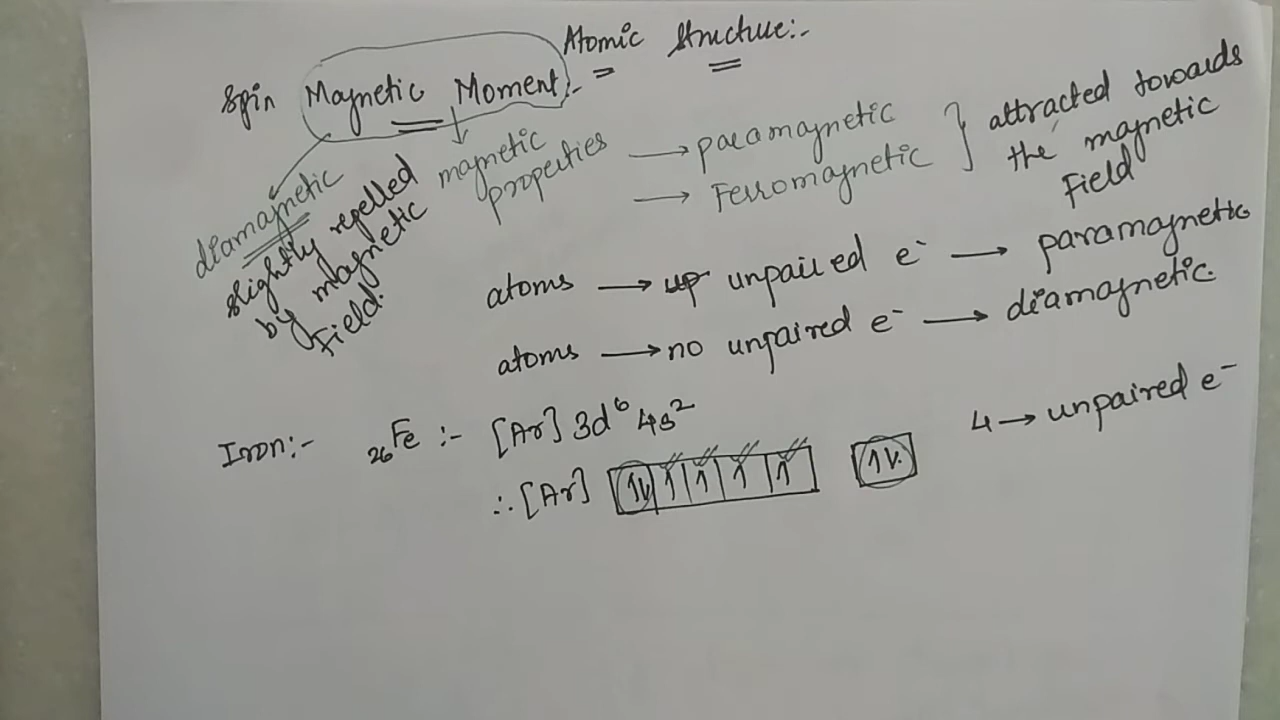 Atomic Structure:-
Spin Magnetic Moment:-
magnetic properties → paramagnetic
→ Ferromagnetic } attracted towards the magnetic Field
diamagnetic
slightly repelled
by magnetic
Field.
atoms → unpaired e⁻ → paramagnetic
atoms → no unpaired e⁻ → diamagnetic.
Iron:- ₂₆Fe :- [Ar] 3d⁶ 4s²
4 → unpaired e⁻
∴ [Ar] 1⇂ 1 1 1 1 1⇂